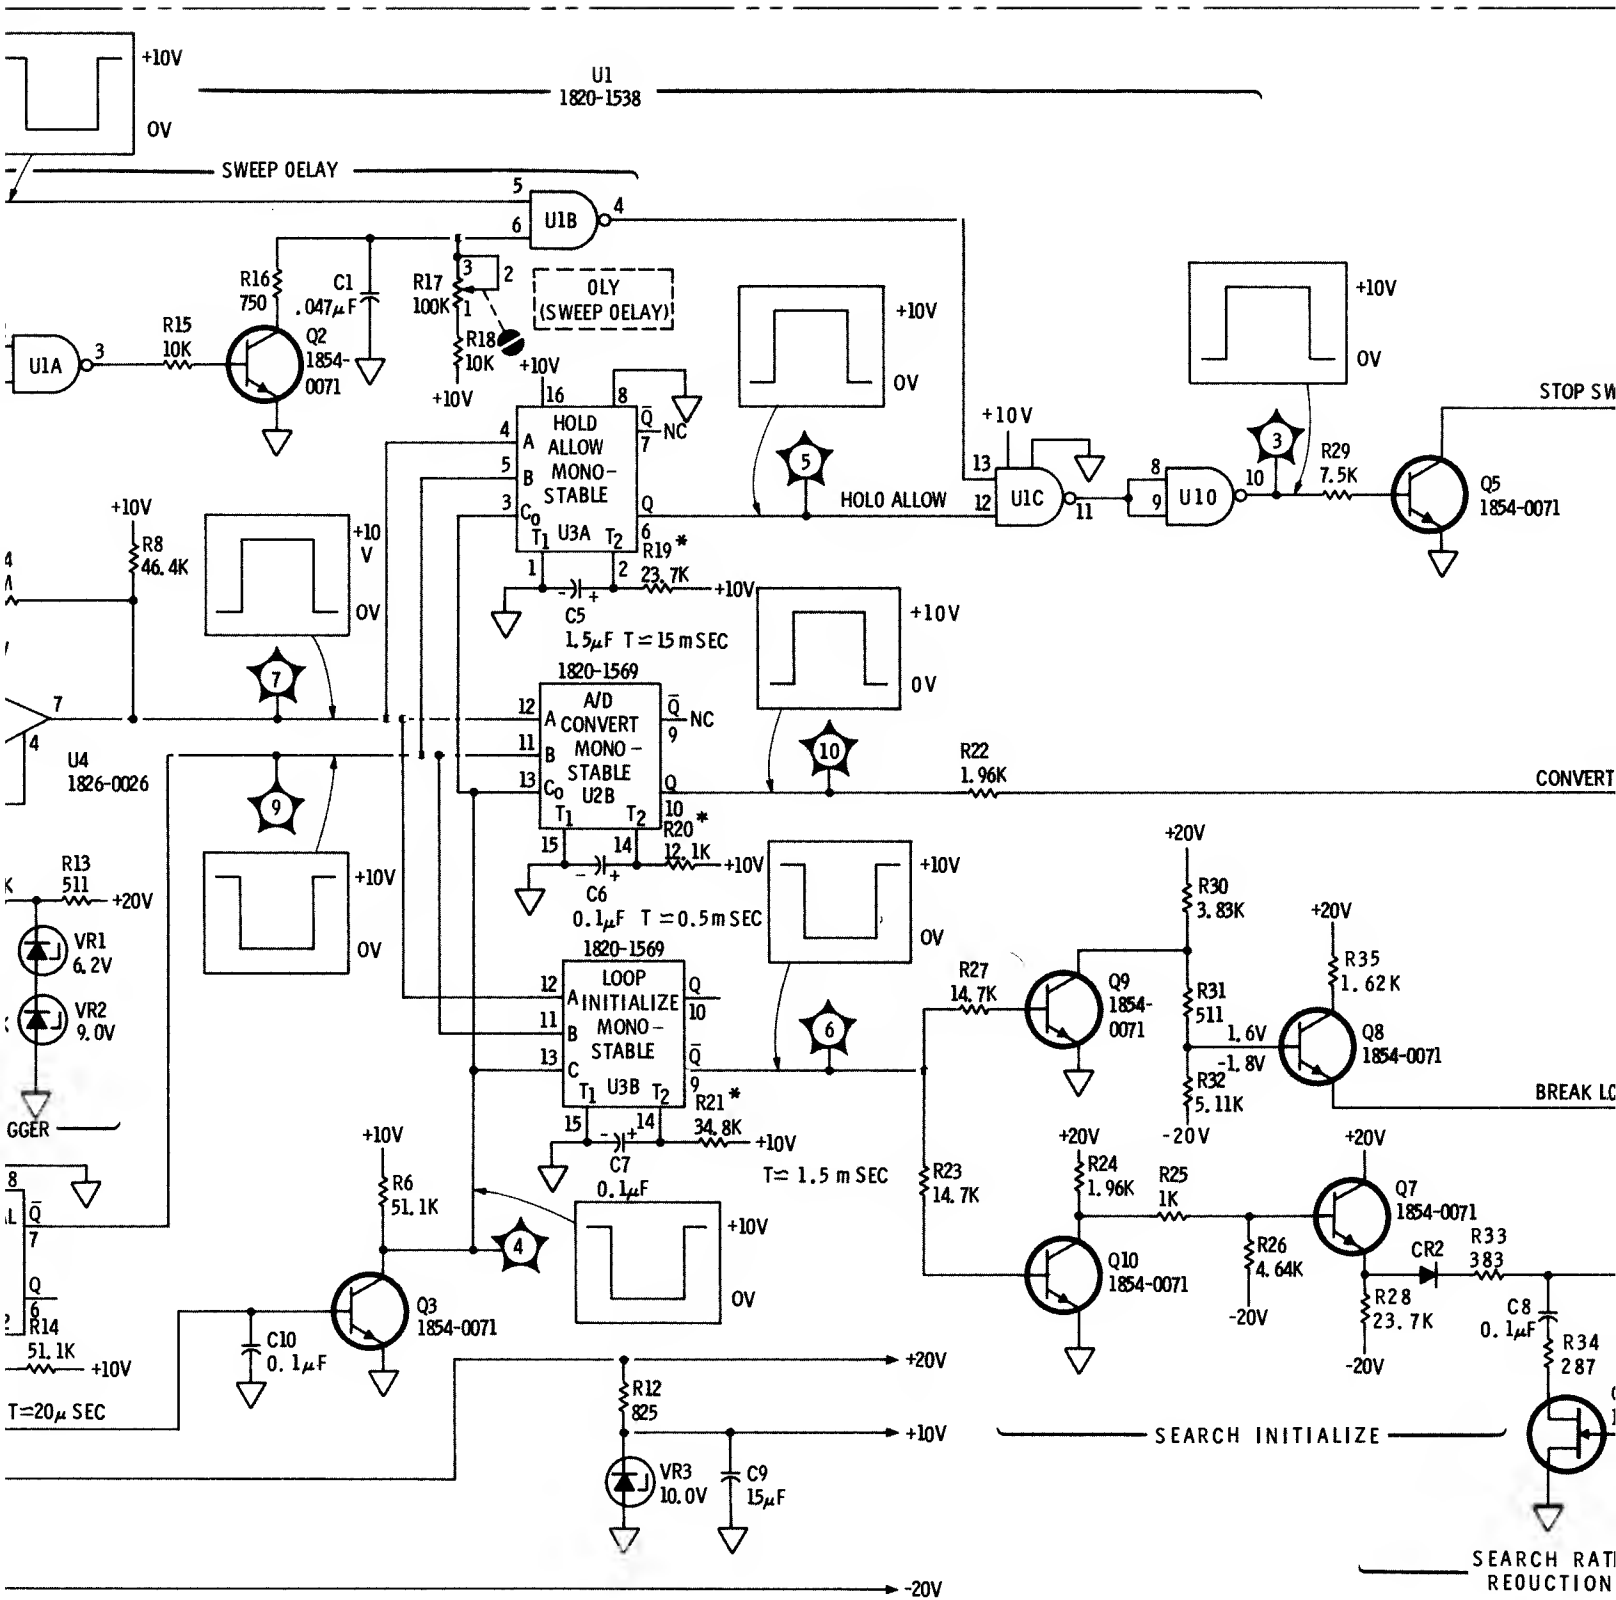 +10V
0V
U1
1820-1538
SWEEP OELAY
5
6
U1B
4
R16
750
C1
.047µF
R17
100K
3
2
1
OLY
(SWEEP OELAY)
R18
10K
+10V
U1A
3
R15
10K
Q2
1854-
0071
+10V
16
8
HOLD
ALLOW
MONO-
STABLE
U3A
4
A
5
B
3
C0
Q̅
7
NC
Q
6
T1
T2
1
2
R19*
23.7K
+10V
C5
- +
1.5µF T≃15 mSEC
+10V
0V
5
HOLO ALLOW
+10V
13
12
U1C
11
8
9
U10
10
3
+10V
0V
R29
7.5K
Q5
1854-0071
STOP SW
+10V
R8
46.4K
4
+10
V
0V
7
7
4
U4
1826-0026
9
+10V
0V
1820-1569
A/D
CONVERT
MONO-
STABLE
U2B
12
A
11
B
13
C0
Q̅
9
NC
Q
10
T1
T2
15
14
R20*
12.1K
+10V
C6
- +
0.1µF T≃0.5 mSEC
+10V
0V
10
R22
1.96K
CONVERT
K
R13
511
+20V
VR1
6.2V
VR2
9.0V
GGER
1820-1569
LOOP
INITIALIZE
MONO-
STABLE
U3B
12
A
11
B
13
C
Q
10
Q̅
9
T1
T2
15
14
R21*
34.8K
+10V
C7
- +
0.1µF
T≃ 1.5 mSEC
+10V
0V
6
R27
14.7K
Q9
1854-
0071
+20V
R30
3.83K
R31
511
1.6V
-1.8V
R32
5.11K
-20V
+20V
R35
1.62K
Q8
1854-0071
BREAK LO
R23
14.7K
+20V
R24
1.96K
R25
1K
Q10
1854-0071
R26
4.64K
-20V
+20V
Q7
1854-0071
CR2
R33
383
R28
23.7K
-20V
C8
0.1µF
R34
287
8
Q̅
7
Q
6
2
R14
51.1K
+10V
T≃20µ SEC
+10V
R6
51.1K
4
+10V
0V
Q3
1854-0071
C10
0.1µF
R12
825
+20V
+10V
VR3
10.0V
C9
15µF
-20V
SEARCH INITIALIZE
SEARCH RATE
REOUCTION